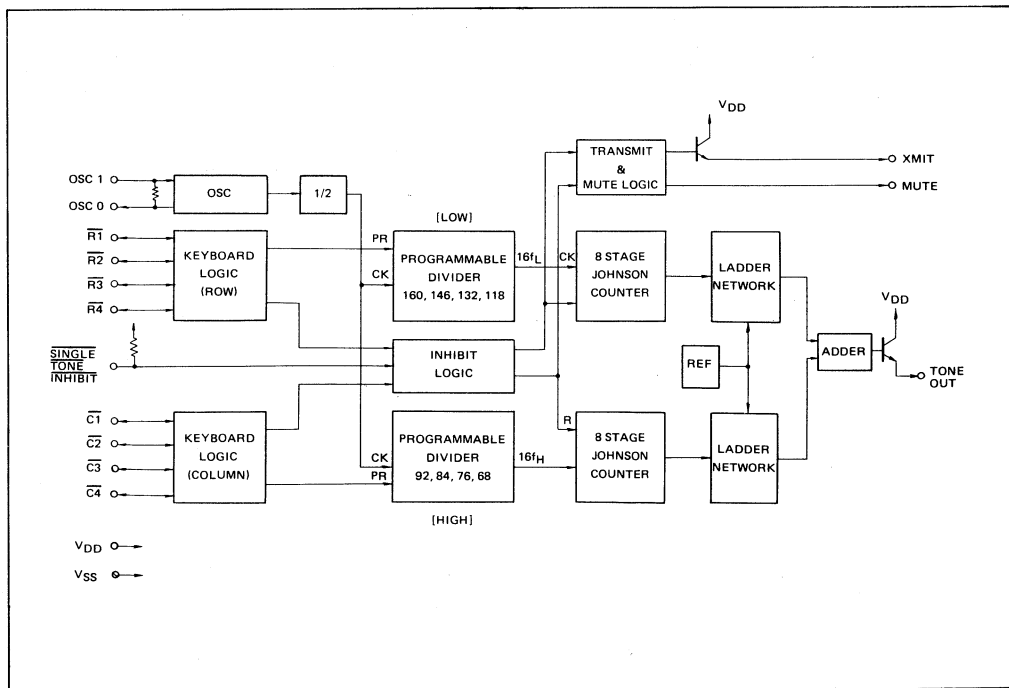 VDD
TRANSMIT
&
MUTE LOGIC
XMIT
MUTE
OSC 1
OSC 0
OSC
1/2
[LOW]
R1
R2
R3
R4
KEYBOARD
LOGIC
(ROW)
PR
CK
PROGRAMMABLE
DIVIDER
160, 146, 132, 118
16fL
CK
8 STAGE
JOHNSON
COUNTER
LADDER
NETWORK
VDD
SINGLE
TONE
INHIBIT
INHIBIT
LOGIC
REF
ADDER
TONE
OUT
C1
C2
C3
C4
KEYBOARD
LOGIC
(COLUMN)
CK
PR
PROGRAMMABLE
DIVIDER
92, 84, 76, 68
16fH
R
8 STAGE
JOHNSON
COUNTER
LADDER
NETWORK
[HIGH]
VDD
VSS